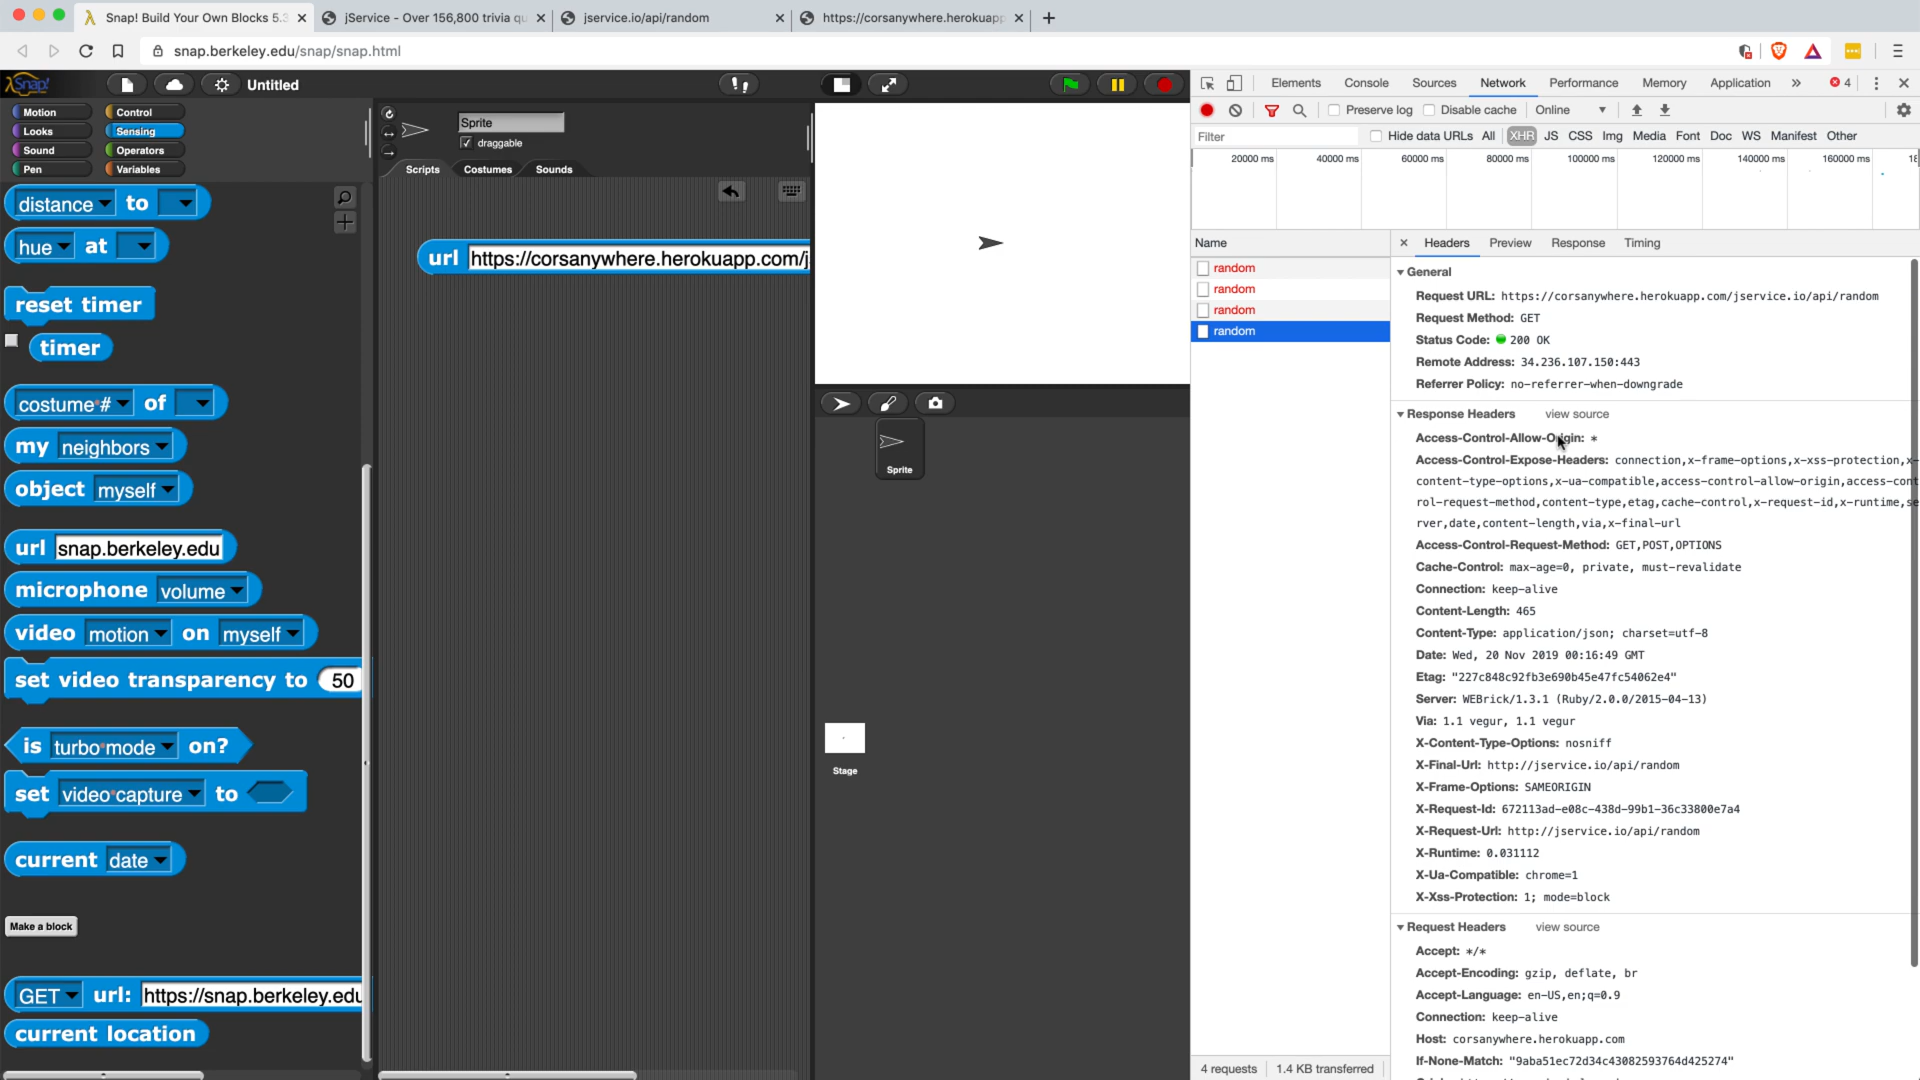 Snap! Build Your Own Blocks 5.3
jService - Over 156,800 trivia qu
jservice.io/api/random
https://corsanywhere.herokuapp
snap.berkeley.edu/snap/snap.html
Snap!
Untitled
Motion
Control
Looks
Sensing
Sound
Operators
Pen
Variables
distance to
hue at
reset timer
timer
costume # of
my neighbors
object myself
url snap.berkeley.edu
microphone volume
video motion on myself
set video transparency to 50
is turbo mode on?
set video capture to
current date
Make a block
GET url: https://snap.berkeley.edu
current location
Sprite
draggable
Scripts Costumes Sounds
url https://corsanywhere.herokuapp.com/j
Sprite
Stage
Elements Console Sources Network Performance Memory Application » 4
Preserve log Disable cache Online
Filter Hide data URLs All XHR JS CSS Img Media Font Doc WS Manifest Other
20000 ms 40000 ms 60000 ms 80000 ms 100000 ms 120000 ms 140000 ms 160000 ms 18
Name
random
random
random
random
4 requests 1.4 KB transferred
Headers Preview Response Timing
General
Request URL: https://corsanywhere.herokuapp.com/jservice.io/api/random
Request Method: GET
Status Code: 200 OK
Remote Address: 34.236.107.150:443
Referrer Policy: no-referrer-when-downgrade
Response Headers view source
Access-Control-Allow-Origin: *
Access-Control-Expose-Headers: connection,x-frame-options,x-xss-protection,x-
content-type-options,x-ua-compatible,access-control-allow-origin,access-cont
rol-request-method,content-type,etag,cache-control,x-request-id,x-runtime,se
rver,date,content-length,via,x-final-url
Access-Control-Request-Method: GET,POST,OPTIONS
Cache-Control: max-age=0, private, must-revalidate
Connection: keep-alive
Content-Length: 465
Content-Type: application/json; charset=utf-8
Date: Wed, 20 Nov 2019 00:16:49 GMT
Etag: "227c848c92fb3e690b45e47fc54062e4"
Server: WEBrick/1.3.1 (Ruby/2.0.0/2015-04-13)
Via: 1.1 vegur, 1.1 vegur
X-Content-Type-Options: nosniff
X-Final-Url: http://jservice.io/api/random
X-Frame-Options: SAMEORIGIN
X-Request-Id: 672113ad-e08c-438d-99b1-36c33800e7a4
X-Request-Url: http://jservice.io/api/random
X-Runtime: 0.031112
X-Ua-Compatible: chrome=1
X-Xss-Protection: 1; mode=block
Request Headers view source
Accept: */*
Accept-Encoding: gzip, deflate, br
Accept-Language: en-US,en;q=0.9
Connection: keep-alive
Host: corsanywhere.herokuapp.com
If-None-Match: "9aba51ec72d34c43082593764d425274"